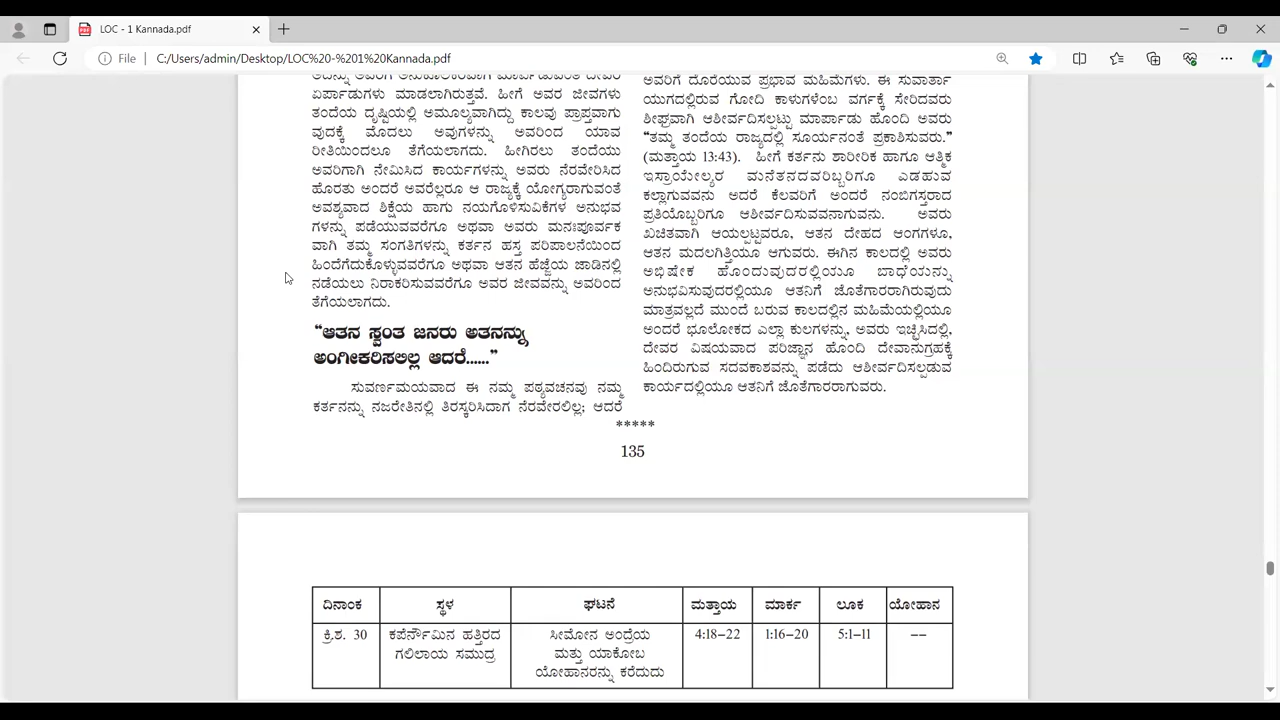 LOC - 1 Kannada.pdf
File
C:/Users/admin/Desktop/LOC%20-%201%20Kannada.pdf
ಏರ್ಪಾಡುಗಳು ಮಾಡಲಾಗಿರುತ್ತವೆ. ಹೀಗೆ ಅವರ ಜೀವಗಳು
ತಂದೆಯ ದೃಷ್ಟಿಯಲ್ಲಿ ಅಮೂಲ್ಯವಾಗಿದ್ದು ಕಾಲವು ಪ್ರಾಪ್ತವಾಗು
ವುದಕ್ಕೆ ಮೊದಲು ಅವುಗಳನ್ನು ಅವರಿಂದ ಯಾವ
ರೀತಿಯಿಂದಲೂ ತೆಗೆಯಲಾಗದು. ಹೀಗಿರಲು ತಂದೆಯು
ಅವರಿಗಾಗಿ ನೇಮಿಸಿದ ಕಾರ್ಯಗಳನ್ನು ಅವರು ನೆರವೇರಿಸಿದ
ಹೊರತು ಅಂದರೆ ಅವರೆಲ್ಲರೂ ಆ ರಾಜ್ಯಕ್ಕೆ ಯೋಗ್ಯರಾಗುವಂತೆ
ಅವಶ್ಯವಾದ ಶಿಕ್ಷೆಯ ಹಾಗು ನಯಗೊಳಿಸುವಿಕೆಗಳ ಅನುಭವ
ಗಳನ್ನು ಪಡೆಯುವವರೆಗೂ ಅಥವಾ ಅವರು ಮನಃಪೂರ್ವಕ
ವಾಗಿ ತಮ್ಮ ಸಂಗತಿಗಳನ್ನು ಕರ್ತನ ಹಸ್ತ ಪರಿಪಾಲನೆಯಿಂದ
ಹಿಂದೆಗೆದುಕೊಳ್ಳುವವರೆಗೂ ಅಥವಾ ಆತನ ಹೆಜ್ಜೆಯ ಜಾಡಿನಲ್ಲಿ
ನಡೆಯಲು ನಿರಾಕರಿಸುವವರೆಗೂ ಅವರ ಜೀವವನ್ನು ಅವರಿಂದ
ತೆಗೆಯಲಾಗದು.
“ಆತನ ಸ್ವಂತ ಜನರು ಅತನನ್ನು
ಅಂಗೀಕರಿಸಲಿಲ್ಲ ಆದರೆ......”
ಸುವರ್ಣಮಯವಾದ ಈ ನಮ್ಮ ಪಠ್ಯವಚನವು ನಮ್ಮ
ಕರ್ತನನ್ನು ನಜರೇತಿನಲ್ಲಿ ತಿರಸ್ಕರಿಸಿದಾಗ ನೆರವೇರಲಿಲ್ಲ; ಆದರೆ
ಅವರಿಗೆ ದೊರೆಯುವ ಪ್ರಭಾವ ಮಹಿಮೆಗಳು. ಈ ಸುವಾರ್ತಾ
ಯುಗದಲ್ಲಿರುವ ಗೋದಿ ಕಾಳುಗಳೆಂಬ ವರ್ಗಕ್ಕೆ ಸೇರಿದವರು
ಶೀಘ್ರವಾಗಿ ಆಶೀರ್ವದಿಸಲ್ಪಟ್ಟು ಮಾರ್ಪಾಡು ಹೊಂದಿ ಅವರು
“ತಮ್ಮ ತಂದೆಯ ರಾಜ್ಯದಲ್ಲಿ ಸೂರ್ಯನಂತೆ ಪ್ರಕಾಶಿಸುವರು.”
(ಮತ್ತಾಯ 13:43). ಹೀಗೆ ಕರ್ತನು ಶಾರೀರಿಕ ಹಾಗೂ ಆತ್ಮಿಕ
ಇಸ್ರಾಯೇಲ್ಯರ ಮನೆತನದವರಿಬ್ಬರಿಗೂ ಎಡಹುವ
ಕಲ್ಲಾಗುವವನು ಅದರೆ ಕೆಲವರಿಗೆ ಅಂದರೆ ನಂಬಿಗಸ್ತರಾದ
ಪ್ರತಿಯೊಬ್ಬರಿಗೂ ಆಶೀರ್ವದಿಸುವವನಾಗುವನು. ಅವರು
ಖಚಿತವಾಗಿ ಆಯಲ್ಪಟ್ಟವರೂ, ಆತನ ದೇಹದ ಆಂಗಗಳೂ,
ಆತನ ಮದಲಗಿತ್ತಿಯೂ ಆಗುವರು. ಈಗಿನ ಕಾಲದಲ್ಲಿ ಅವರು
ಅಭಿಷೇಕ ಹೊಂದುವುದರಲ್ಲಿಯೂ ಬಾಧೆಯನ್ನು
ಅನುಭವಿಸುವುದರಲ್ಲಿಯೂ ಆತನಿಗೆ ಜೊತೆಗಾರರಾಗಿರುವುದು
ಮಾತ್ರವಲ್ಲದೆ ಮುಂದೆ ಬರುವ ಕಾಲದಲ್ಲಿನ ಮಹಿಮೆಯಲ್ಲಿಯೂ
ಅಂದರೆ ಭೂಲೋಕದ ಎಲ್ಲಾ ಕುಲಗಳನ್ನು, ಅವರು ಇಚ್ಛಿಸಿದಲ್ಲಿ,
ದೇವರ ವಿಷಯವಾದ ಪರಿಜ್ಞಾನ ಹೊಂದಿ ದೇವಾನುಗ್ರಹಕ್ಕೆ
ಹಿಂದಿರುಗುವ ಸದವಕಾಶವನ್ನು ಪಡೆದು ಆಶೀರ್ವದಿಸಲ್ಪಡುವ
ಕಾರ್ಯದಲ್ಲಿಯೂ ಆತನಿಗೆ ಜೊತೆಗಾರರಾಗುವರು.
*****
135
ದಿನಾಂಕ ಸ್ಥಳ ಘಟನೆ ಮತ್ತಾಯ ಮಾರ್ಕ ಲೂಕ ಯೋಹಾನ
ಕ್ರಿ.ಶ. 30 ಕಪೆರ್ನೌಮಿನ ಹತ್ತಿರದ ಸೀಮೋನ ಅಂದ್ರೆಯ 4:18–22 1:16–20 5:1–11 ––
ಗಲಿಲಾಯ ಸಮುದ್ರ ಮತ್ತು ಯಾಕೋಬ
ಯೋಹಾನರನ್ನು ಕರೆದುದು